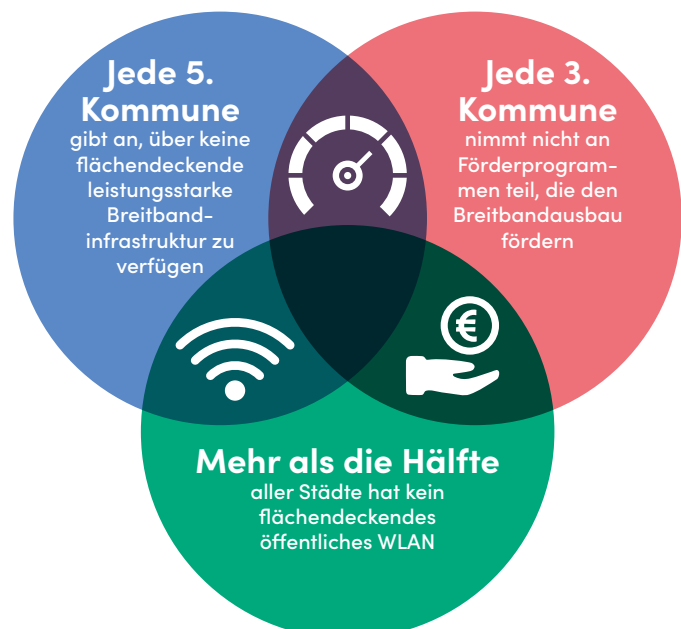 Jede 5.
Kommune
gibt an, über keine
flächendeckende
leistungsstarke
Breitband-
infrastruktur zu
verfügen
Jede 3.
Kommune
nimmt nicht an
Förderprogram-
men teil, die den
Breitbandausbau
fördern
€
Mehr als die Hälfte
aller Städte hat kein
flächendeckendes
öffentliches WLAN